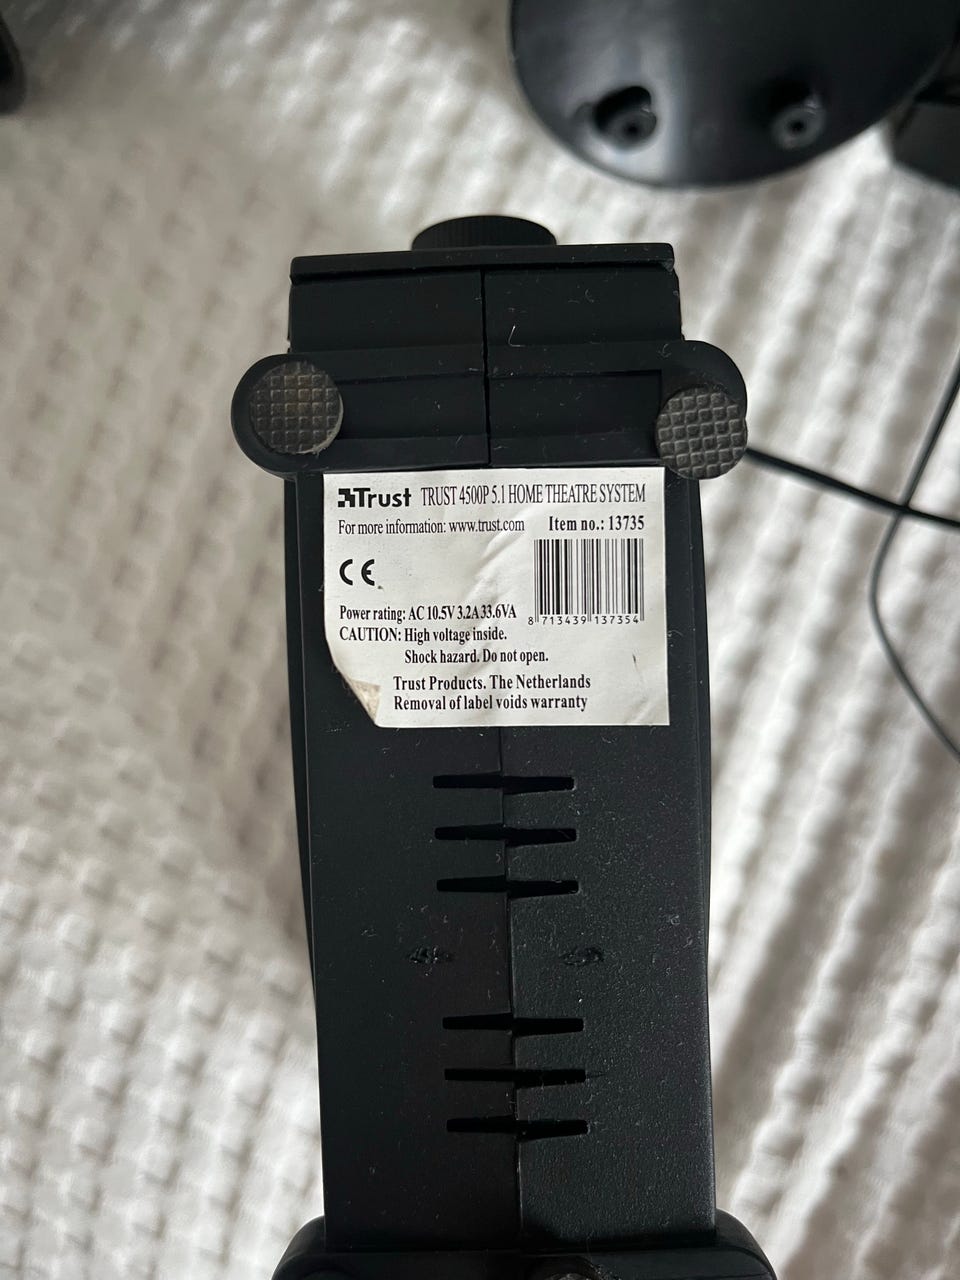 Trust TRUST 4500P 5.1 HOME THEATRE SYSTEM
For more information: www.trust.com Item no.: 13735
CE
Power rating: AC 10.5V 3.2A 33.6VA
8 713439 137354
CAUTION: High voltage inside.
Shock hazard. Do not open.
Trust Products. The Netherlands
Removal of label voids warranty